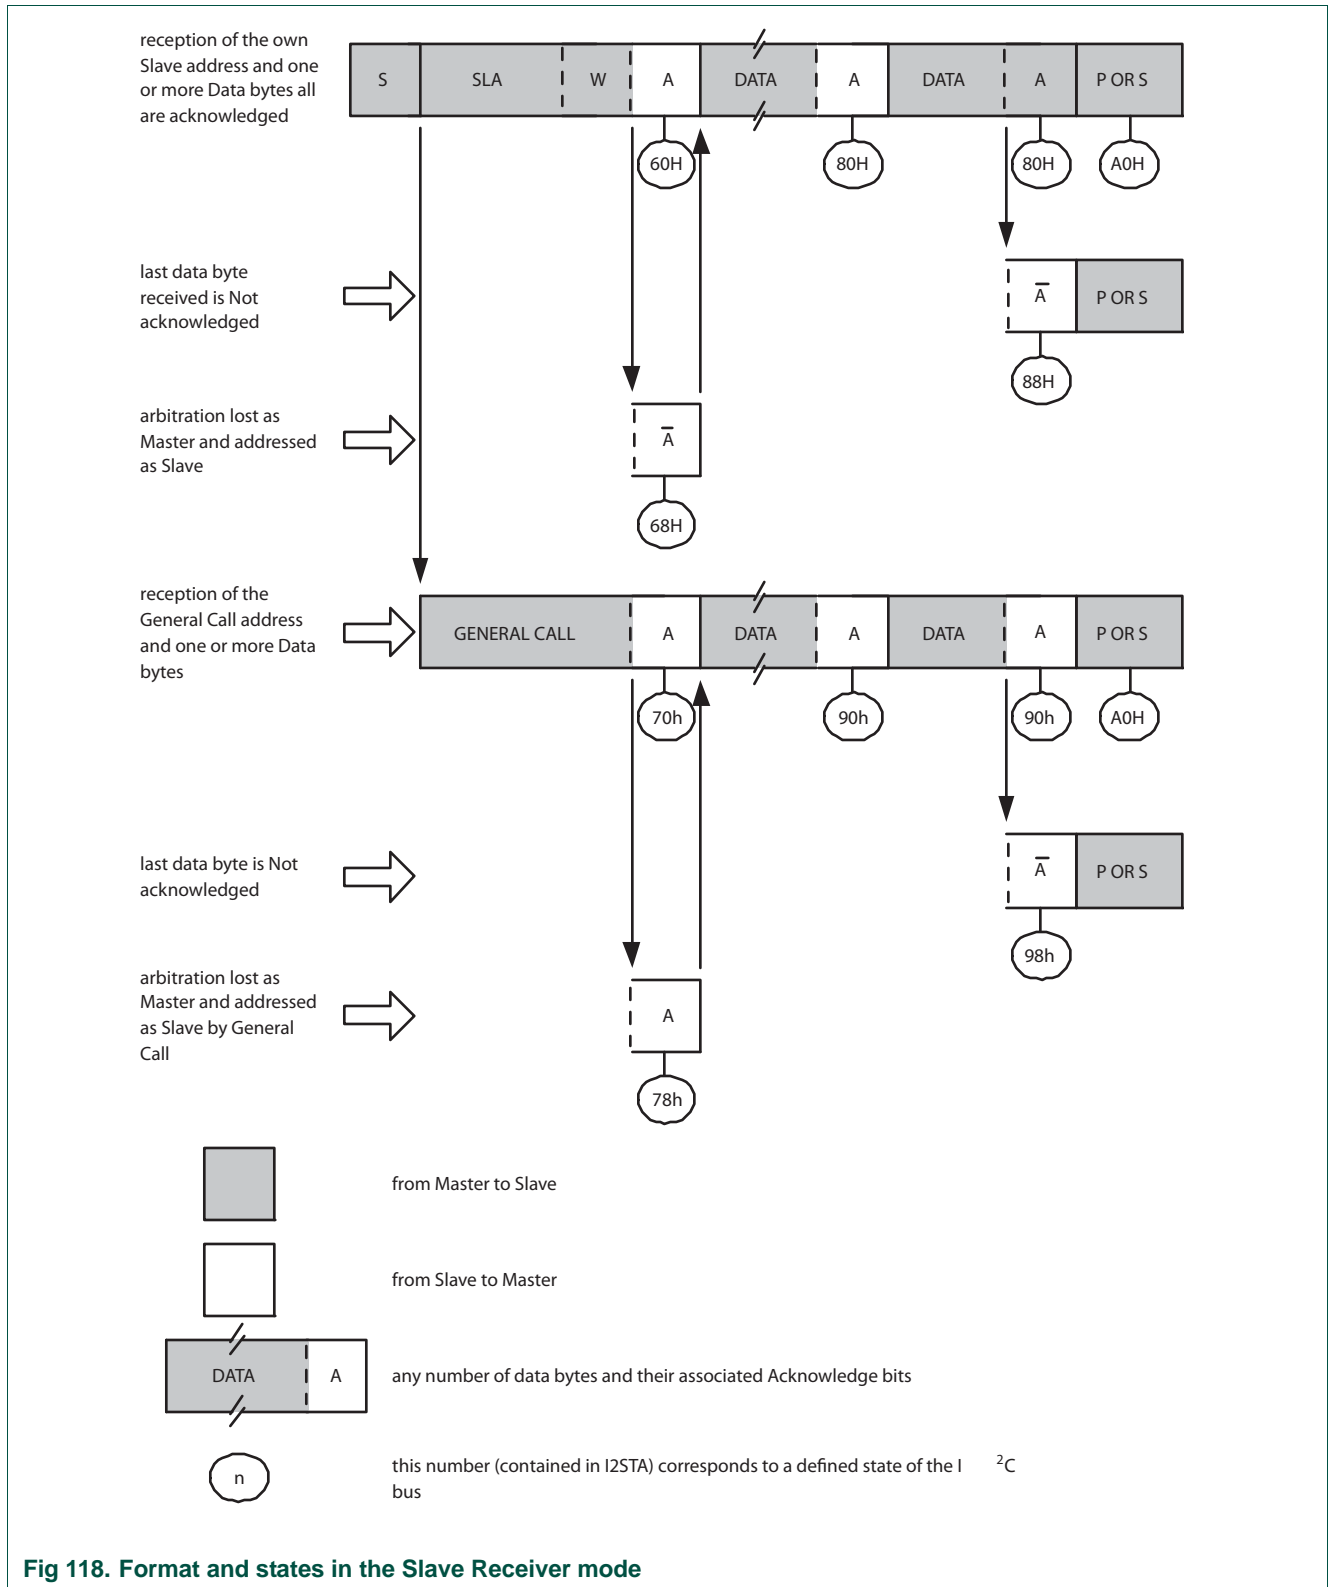 reception of the own
Slave address and one
or more Data bytes all
are acknowledged
S SLA W A DATA A DATA A P OR S
60H 80H 80H A0H
last data byte
received is Not
acknowledged
A̅ P OR S
88H
arbitration lost as
Master and addressed
as Slave
A̅
68H
reception of the
General Call address
and one or more Data
bytes
GENERAL CALL A DATA A DATA A P OR S
70h 90h 90h A0H
last data byte is Not
acknowledged
A̅ P OR S
98h
arbitration lost as
Master and addressed
as Slave by General
Call
A
78h
from Master to Slave
from Slave to Master
DATA A any number of data bytes and their associated Acknowledge bits
n this number (contained in I2STA) corresponds to a defined state of the I ²C
bus
Fig 118. Format and states in the Slave Receiver mode